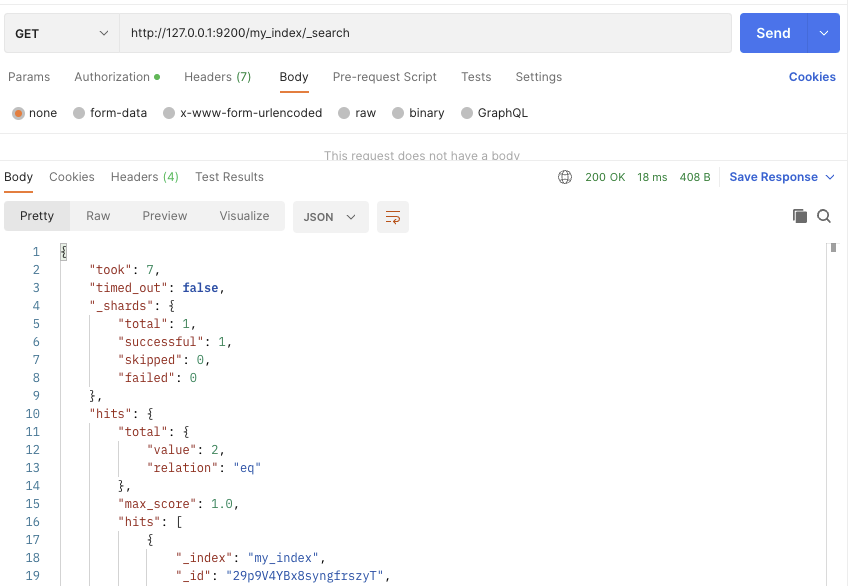 GET http://127.0.0.1:9200/my_index/_search Send
Params Authorization Headers (7) Body Pre-request Script Tests Settings Cookies
none form-data x-www-form-urlencoded raw binary GraphQL
This request does not have a body
Body Cookies Headers (4) Test Results 200 OK 18 ms 408 B Save Response
Pretty Raw Preview Visualize JSON
1 {
2 "took": 7,
3 "timed_out": false,
4 "_shards": {
5 "total": 1,
6 "successful": 1,
7 "skipped": 0,
8 "failed": 0
9 },
10 "hits": {
11 "total": {
12 "value": 2,
13 "relation": "eq"
14 },
15 "max_score": 1.0,
16 "hits": [
17 {
18 "_index": "my_index",
19 "_id": "29p9V4YBx8syngfrszyT",